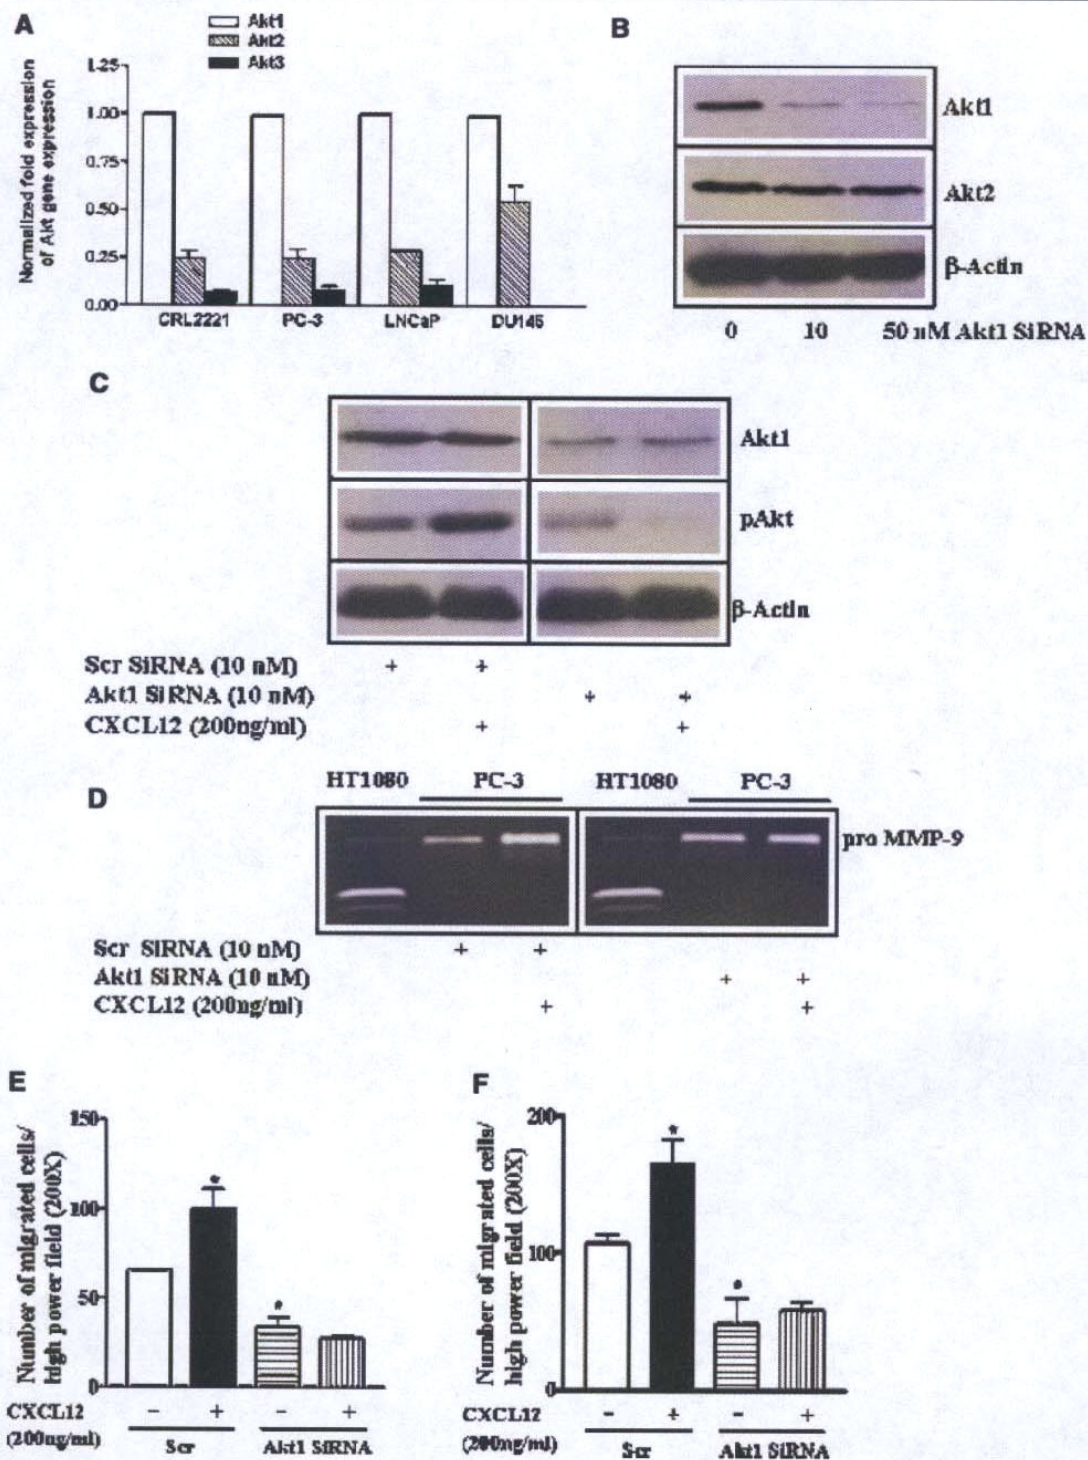 A
Akt1
Akt2
Akt3
Normalized fold expression
of Akt gene expression
1.25
1.00
0.75
0.50
0.25
0.00
CRL2221 PC-3 LNCaP DU145
B
Akt1
Akt2
β-Actin
0 10 50 nM Akt1 SiRNA
C
Akt1
pAkt
β-Actin
Scr SiRNA (10 nM) + +
Akt1 SiRNA (10 nM) + +
CXCL12 (200ng/ml) + +
D
HT1080 PC-3 HT1080 PC-3
pro MMP-9
Scr SiRNA (10 nM) + +
Akt1 SiRNA (10 nM) + +
CXCL12 (200ng/ml) + +
E
Number of migrated cells/
high power field (200X)
150
100
50
0
*
#
CXCL12 - + - +
(200ng/ml) Scr Akt1 SiRNA
F
Number of migrated cells/
high power field (200X)
200
100
0
*
#
CXCL12 - + - +
(200ng/ml) Scr Akt1 SiRNA